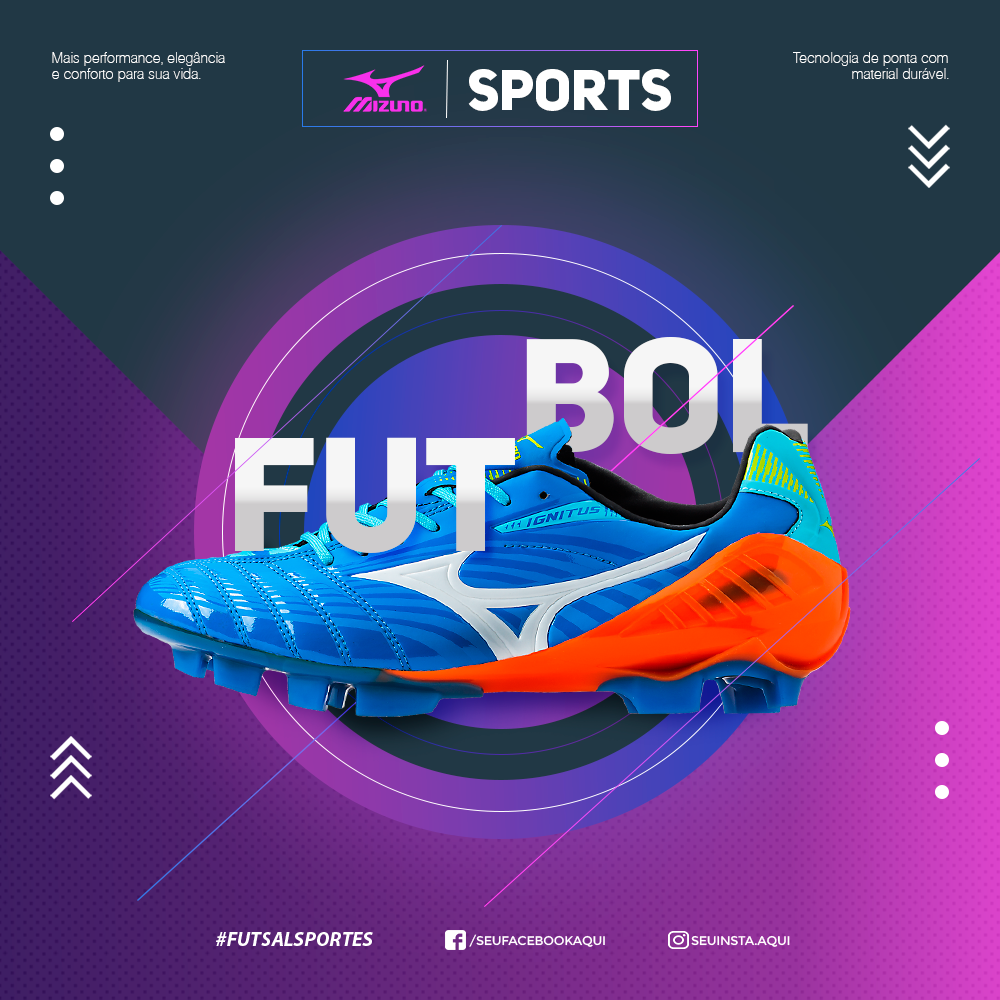 Mais performance, elegância
e conforto para sua vida.
MIZUNO
SPORTS
Tecnologia de ponta com
material durável.
BOL
FUT
IGNITUS
#FUTSALSPORTES
/SEUFACEBOOKAQUI
SEUINSTA.AQUI